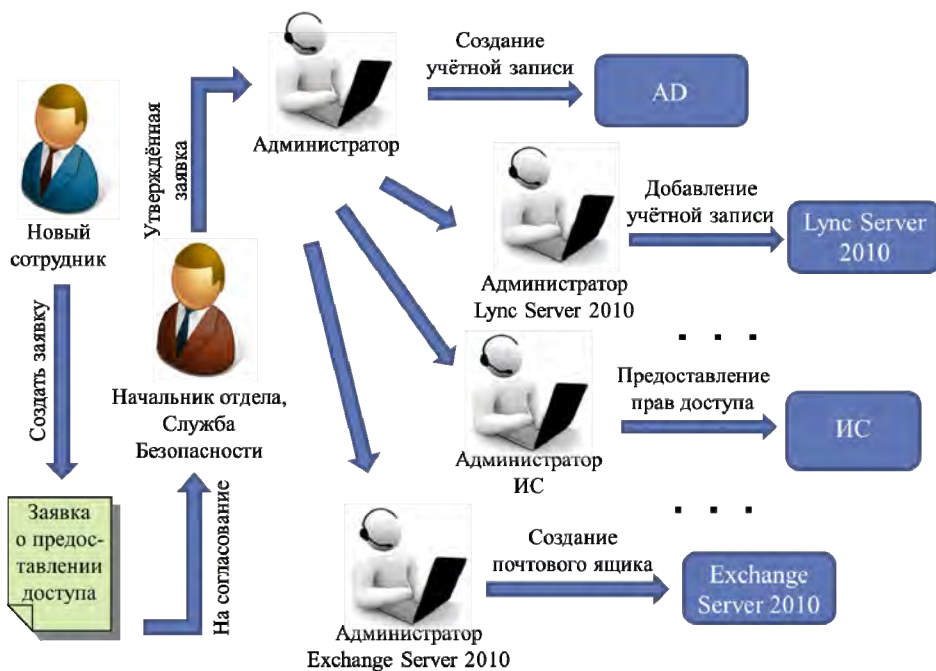 Новый
сотрудник
Создать заявку
Заявка
о предос-
тавлении
доступа
На согласование
Начальник отдела,
Служба
Безопасности
Утверждённая
заявка
Администратор
Создание
учётной записи
AD
Администратор
Lync Server 2010
Добавление
учётной записи
Lync Server
2010
. . .
Администратор
ИС
Предоставление
прав доступа
ИС
. . .
Администратор
Exchange Server 2010
Создание
почтового ящика
Exchange
Server 2010